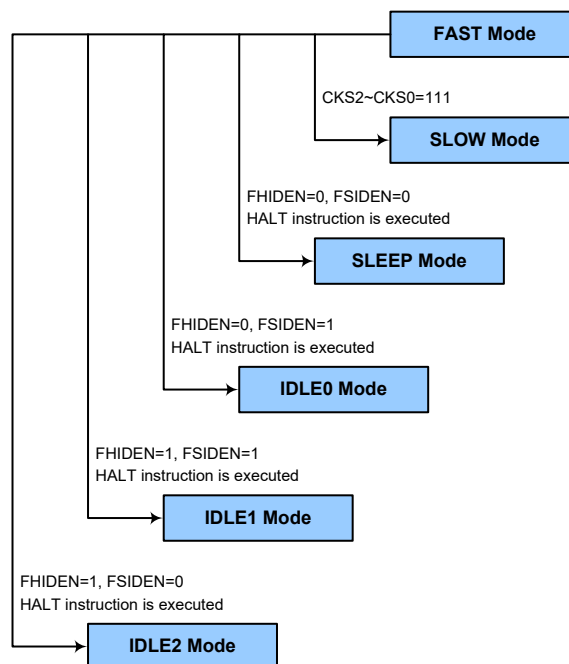 FAST Mode
CKS2~CKS0=111
SLOW Mode
FHIDEN=0, FSIDEN=0
HALT instruction is executed
SLEEP Mode
FHIDEN=0, FSIDEN=1
HALT instruction is executed
IDLE0 Mode
FHIDEN=1, FSIDEN=1
HALT instruction is executed
IDLE1 Mode
FHIDEN=1, FSIDEN=0
HALT instruction is executed
IDLE2 Mode